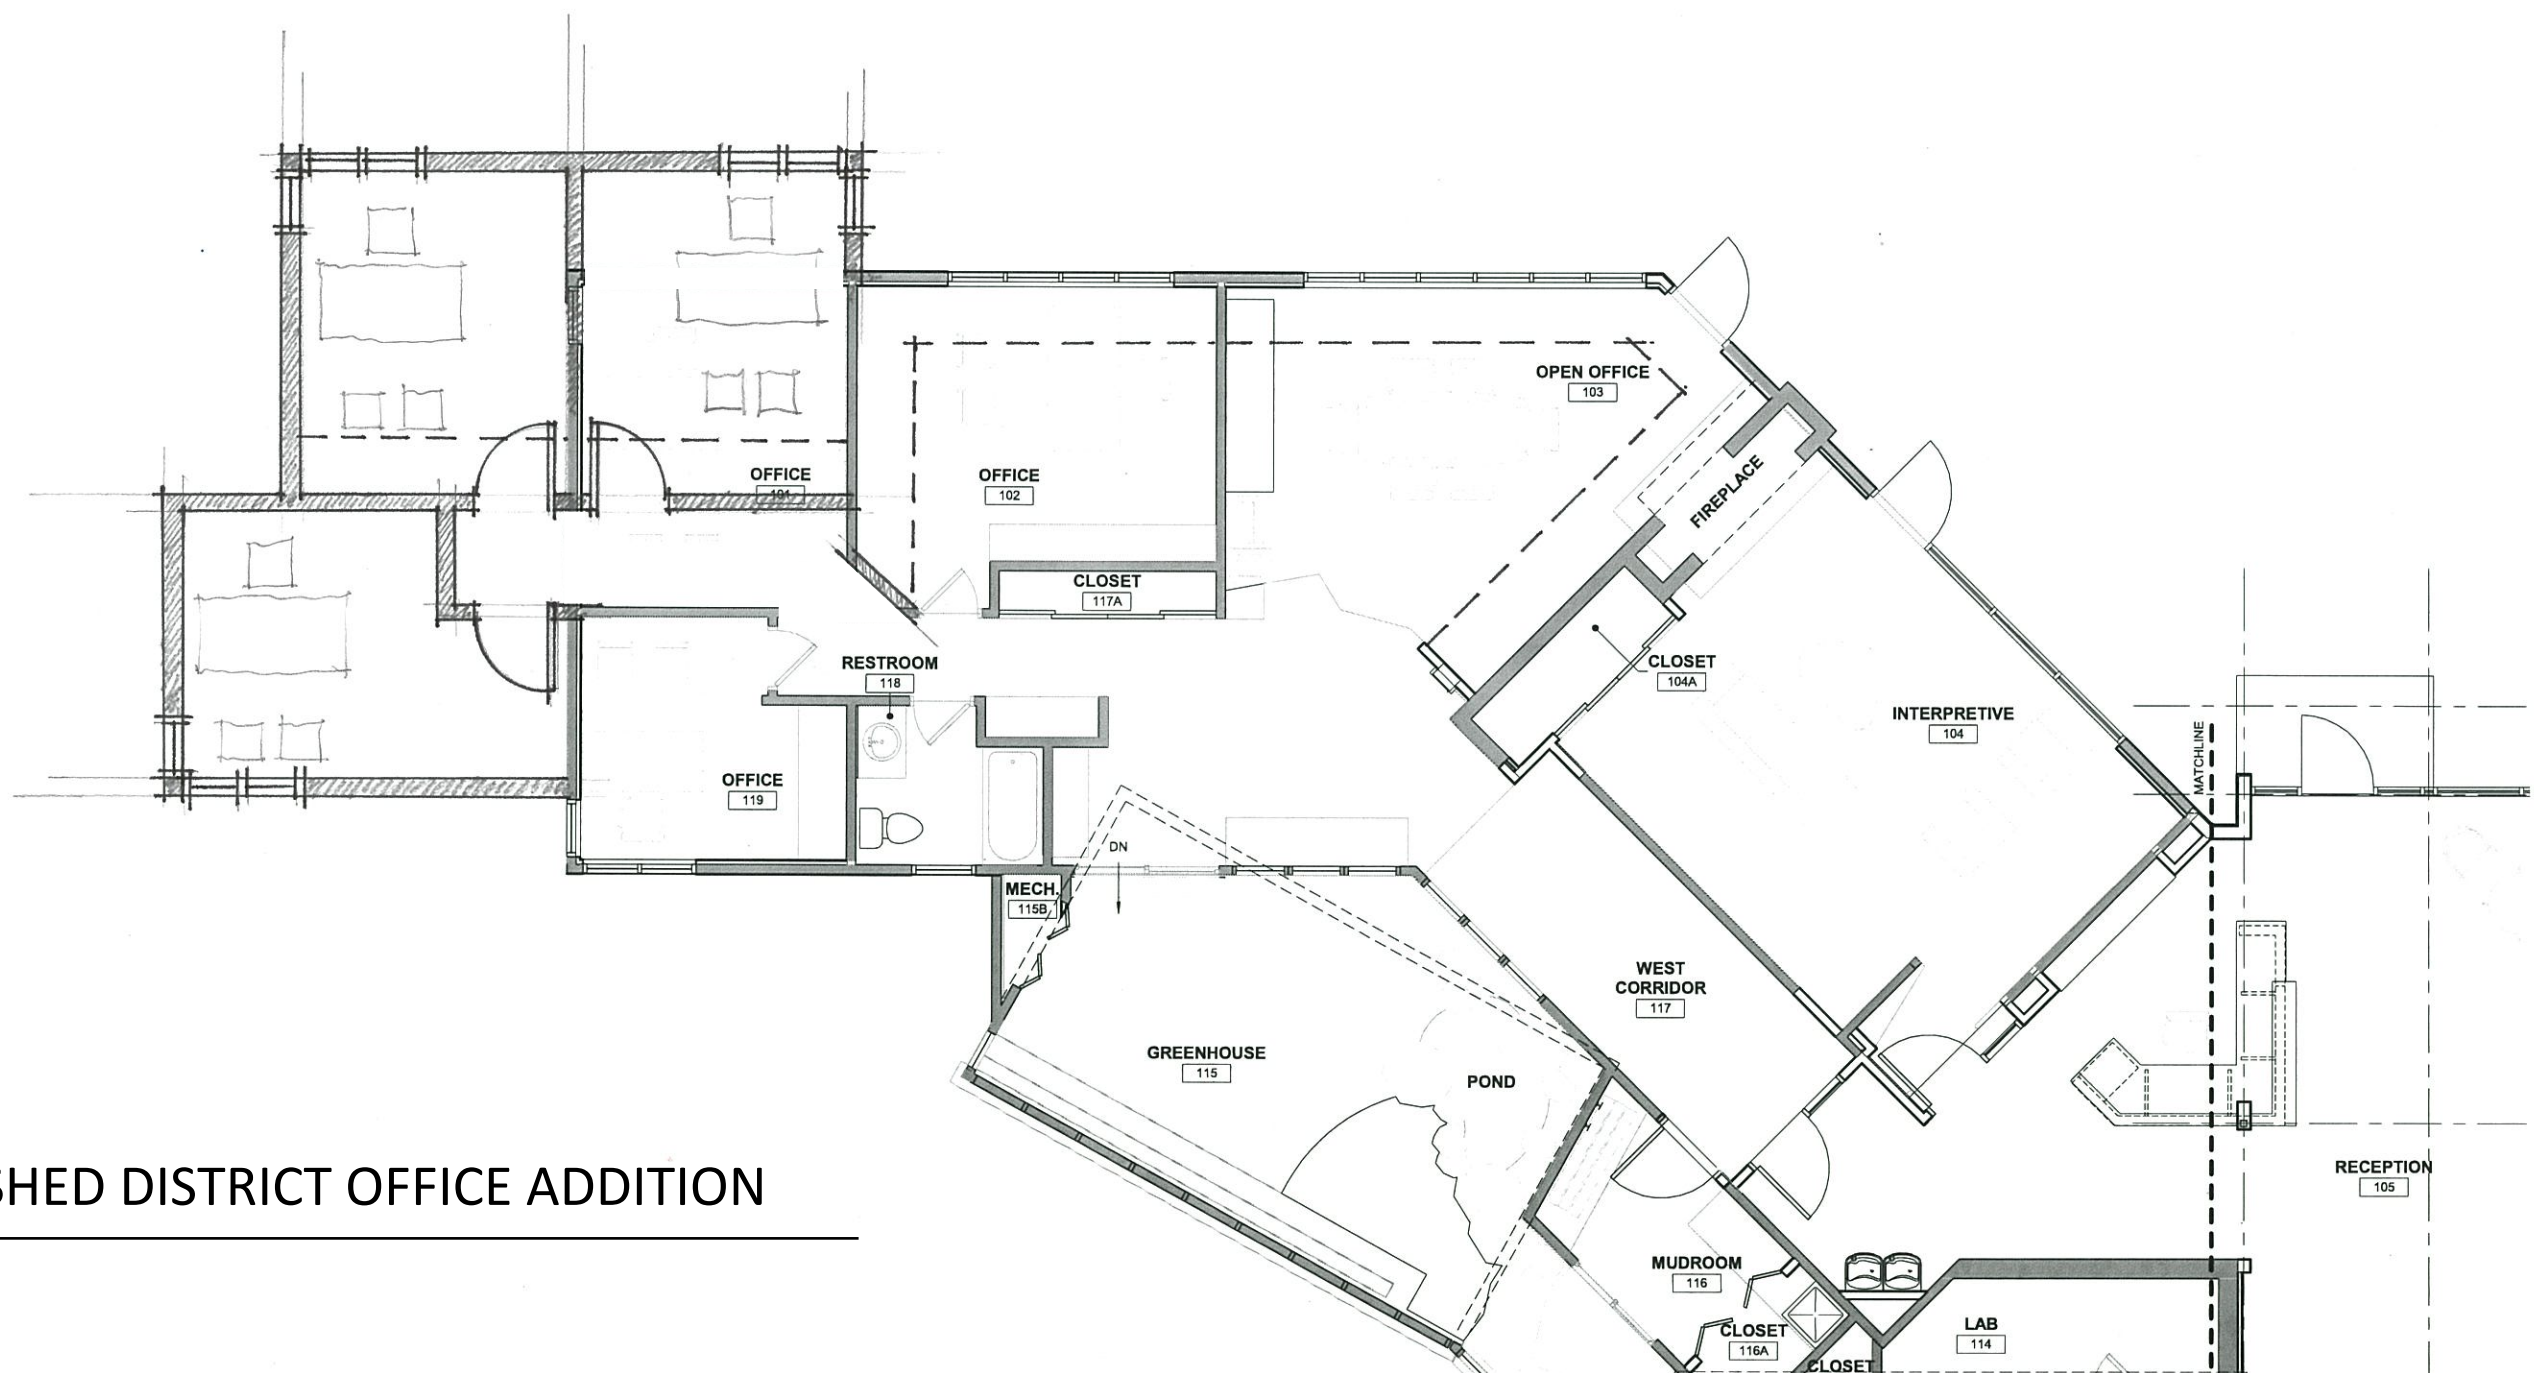 OPEN OFFICE
103
OFFICE
101
OFFICE
102
FIREPLACE
CLOSET
117A
RESTROOM
118
CLOSET
104A
INTERPRETIVE
104
MATCHLINE
OFFICE
119
DN
MECH.
115B
WEST
CORRIDOR
117
GREENHOUSE
115
POND
SHED DISTRICT OFFICE ADDITION
RECEPTION
105
MUDROOM
116
CLOSET
116A
LAB
114
CLOSET